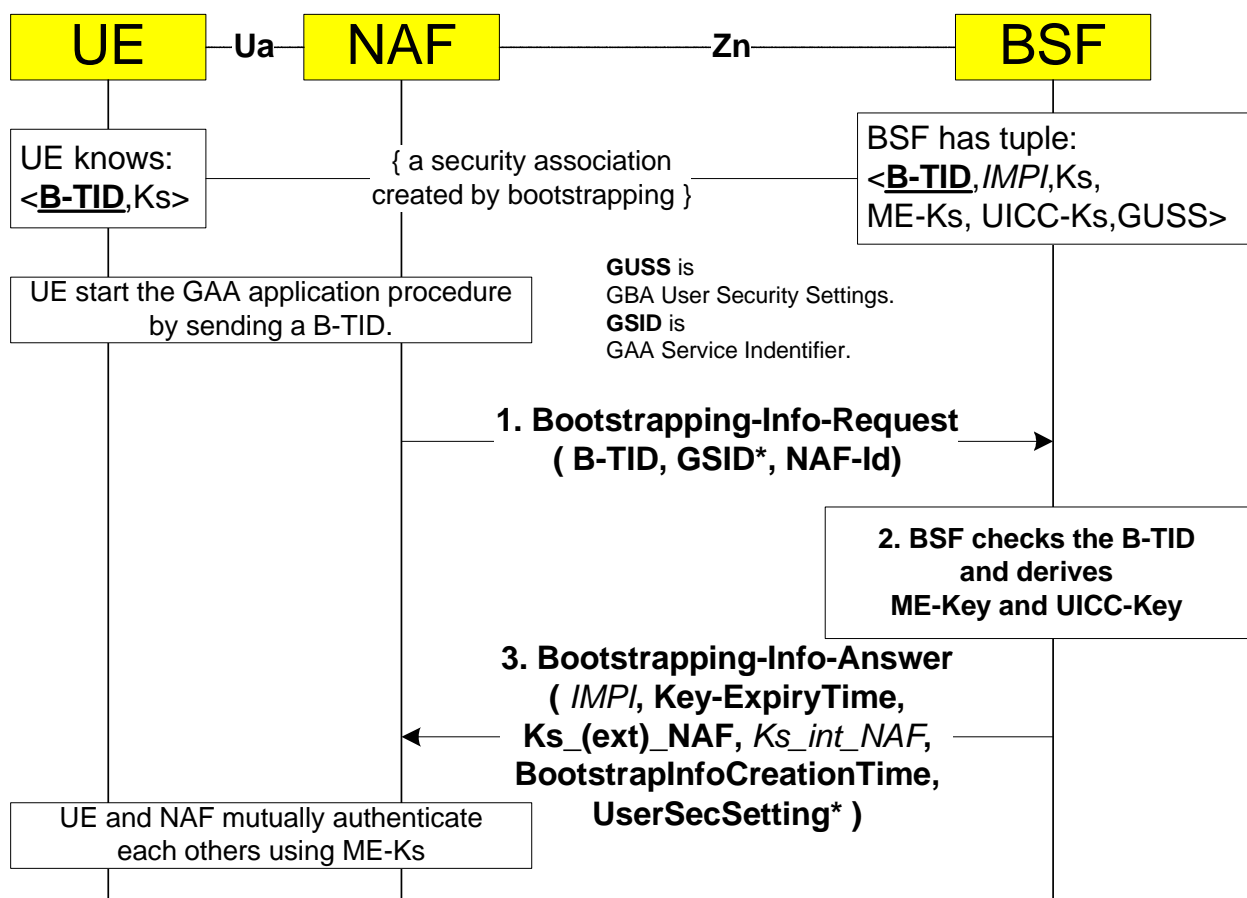 UE
Ua
NAF
Zn
BSF
UE knows:
<B-TID,Ks>
{ a security association
created by bootstrapping }
BSF has tuple:
<B-TID,IMPI,Ks,
ME-Ks, UICC-Ks,GUSS>
UE start the GAA application procedure
by sending a B-TID.
GUSS is
GBA User Security Settings.
GSID is
GAA Service Indentifier.
1. Bootstrapping-Info-Request
( B-TID, GSID*, NAF-Id)
2. BSF checks the B-TID
and derives
ME-Key and UICC-Key
3. Bootstrapping-Info-Answer
( IMPI, Key-ExpiryTime,
Ks_(ext)_NAF, Ks_int_NAF,
BootstrapInfoCreationTime,
UserSecSetting* )
UE and NAF mutually authenticate
each others using ME-Ks